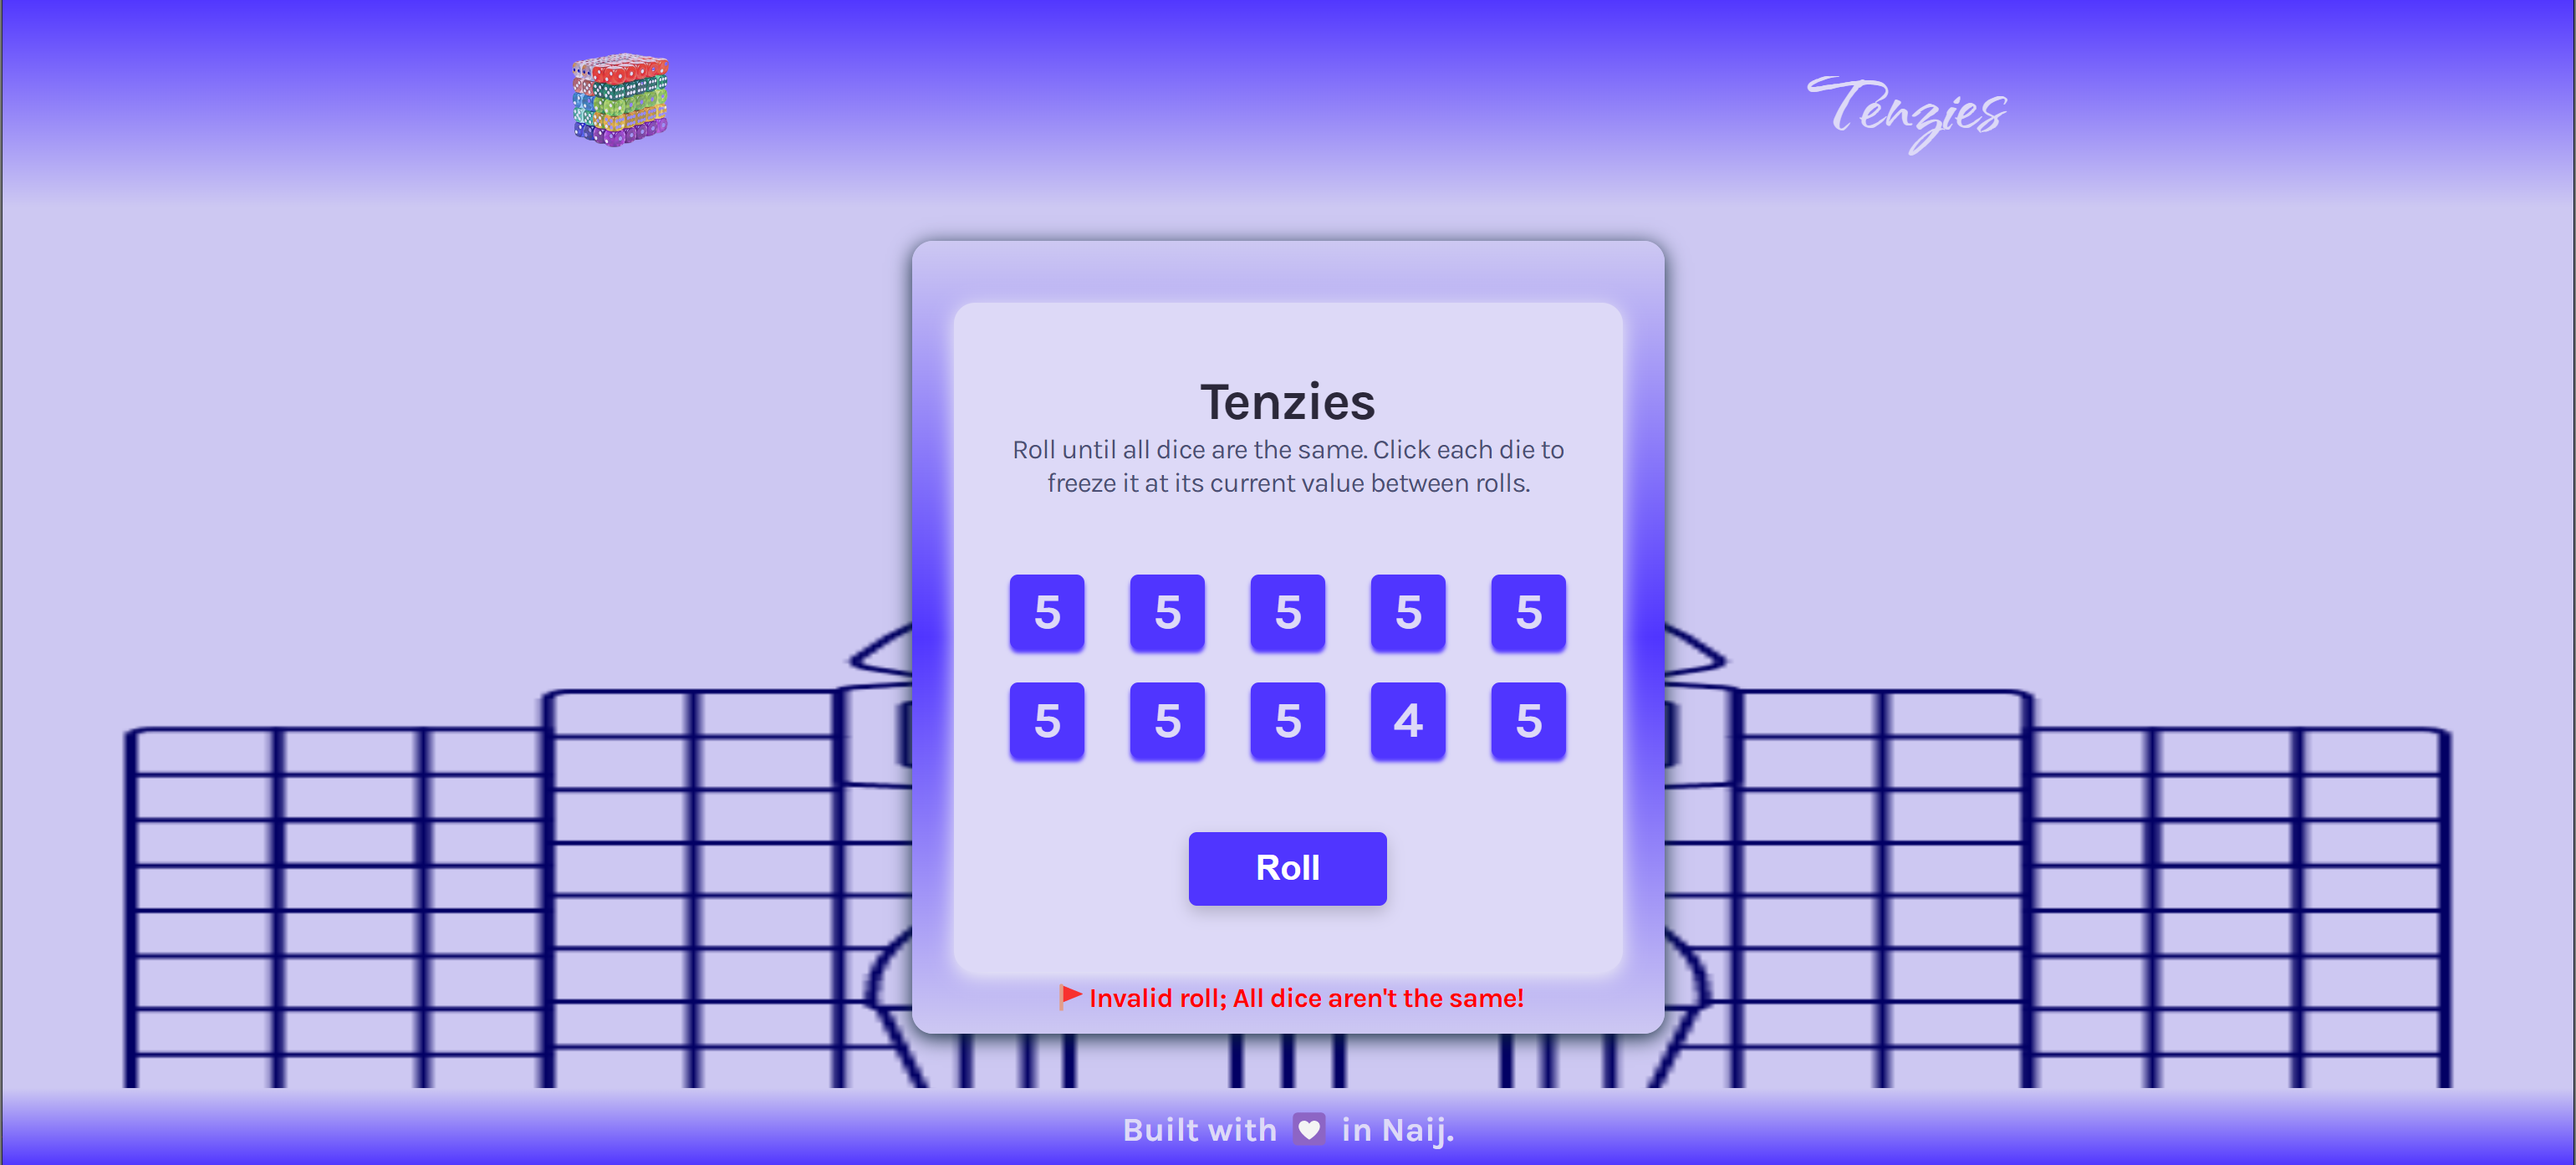 Tenzies
Tenzies
Roll until all dice are the same. Click each die to
freeze it at its current value between rolls.
5 5 5 5 5
5 5 5 4 5
Roll
🚩 Invalid roll; All dice aren't the same!
Built with 💟 in Naij.